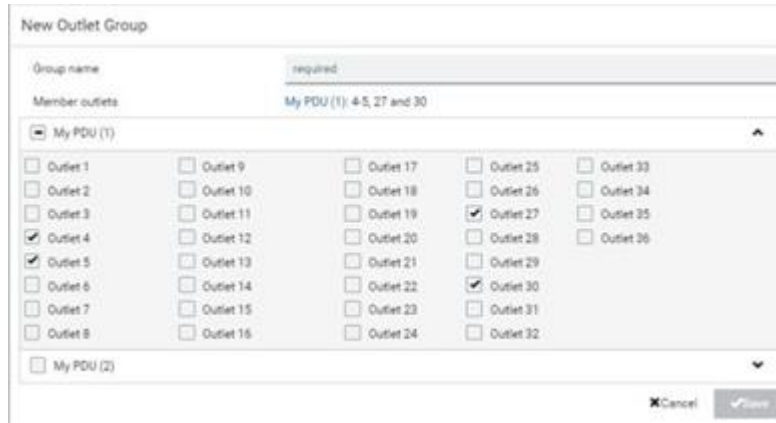 New Outlet Group
Group name required
Member outlets My PDU (1): 4-5, 27 and 30
My PDU (1)
Outlet 1 Outlet 9 Outlet 17 Outlet 25 Outlet 33
Outlet 2 Outlet 10 Outlet 18 Outlet 26 Outlet 34
Outlet 3 Outlet 11 Outlet 19 Outlet 27 Outlet 35
Outlet 4 Outlet 12 Outlet 20 Outlet 28 Outlet 36
Outlet 5 Outlet 13 Outlet 21 Outlet 29
Outlet 6 Outlet 14 Outlet 22 Outlet 30
Outlet 7 Outlet 15 Outlet 23 Outlet 31
Outlet 8 Outlet 16 Outlet 24 Outlet 32
My PDU (2)
Cancel Save